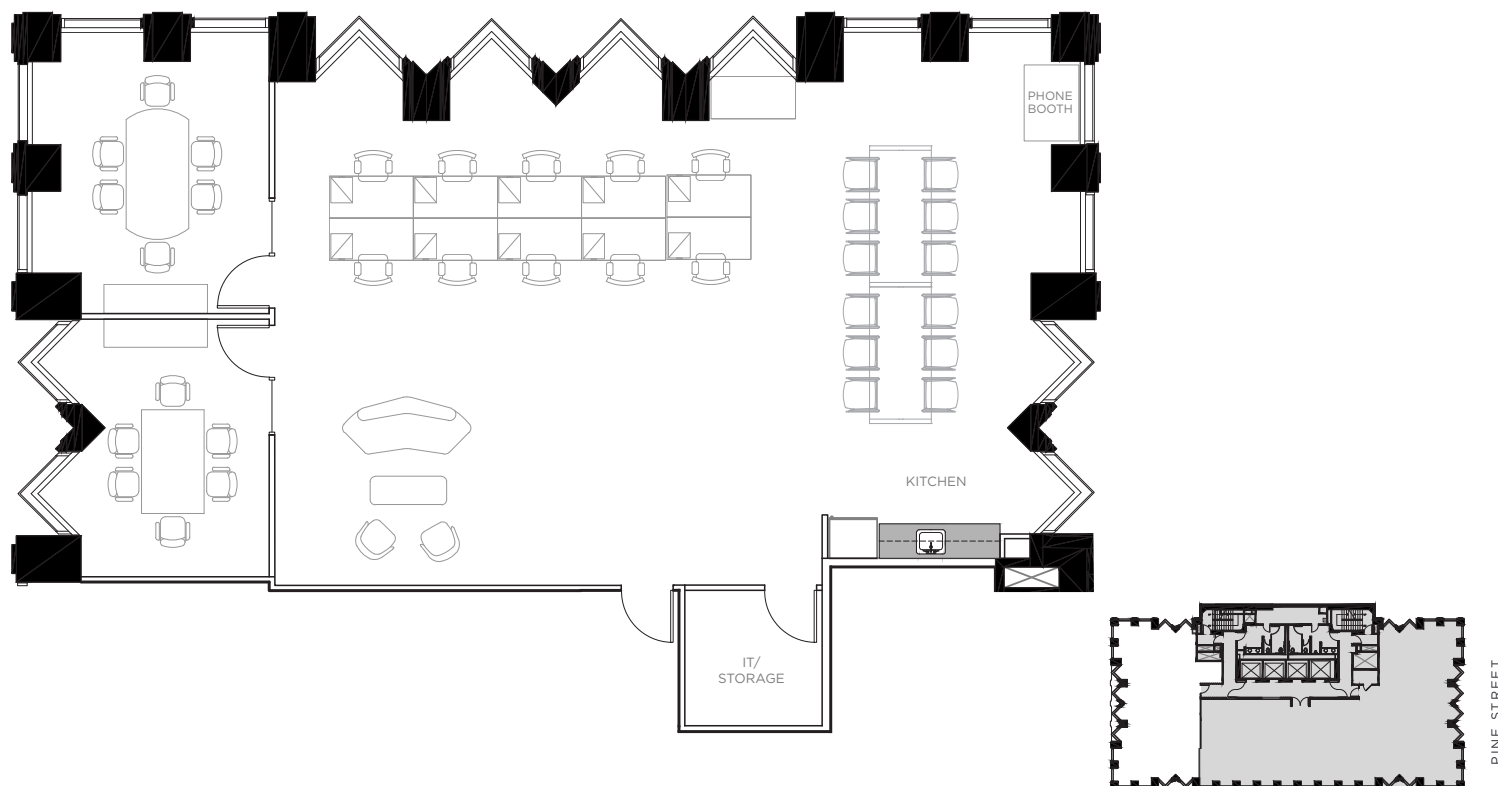 PHONE
BOOTH
KITCHEN
IT/
STORAGE
PINE STREET